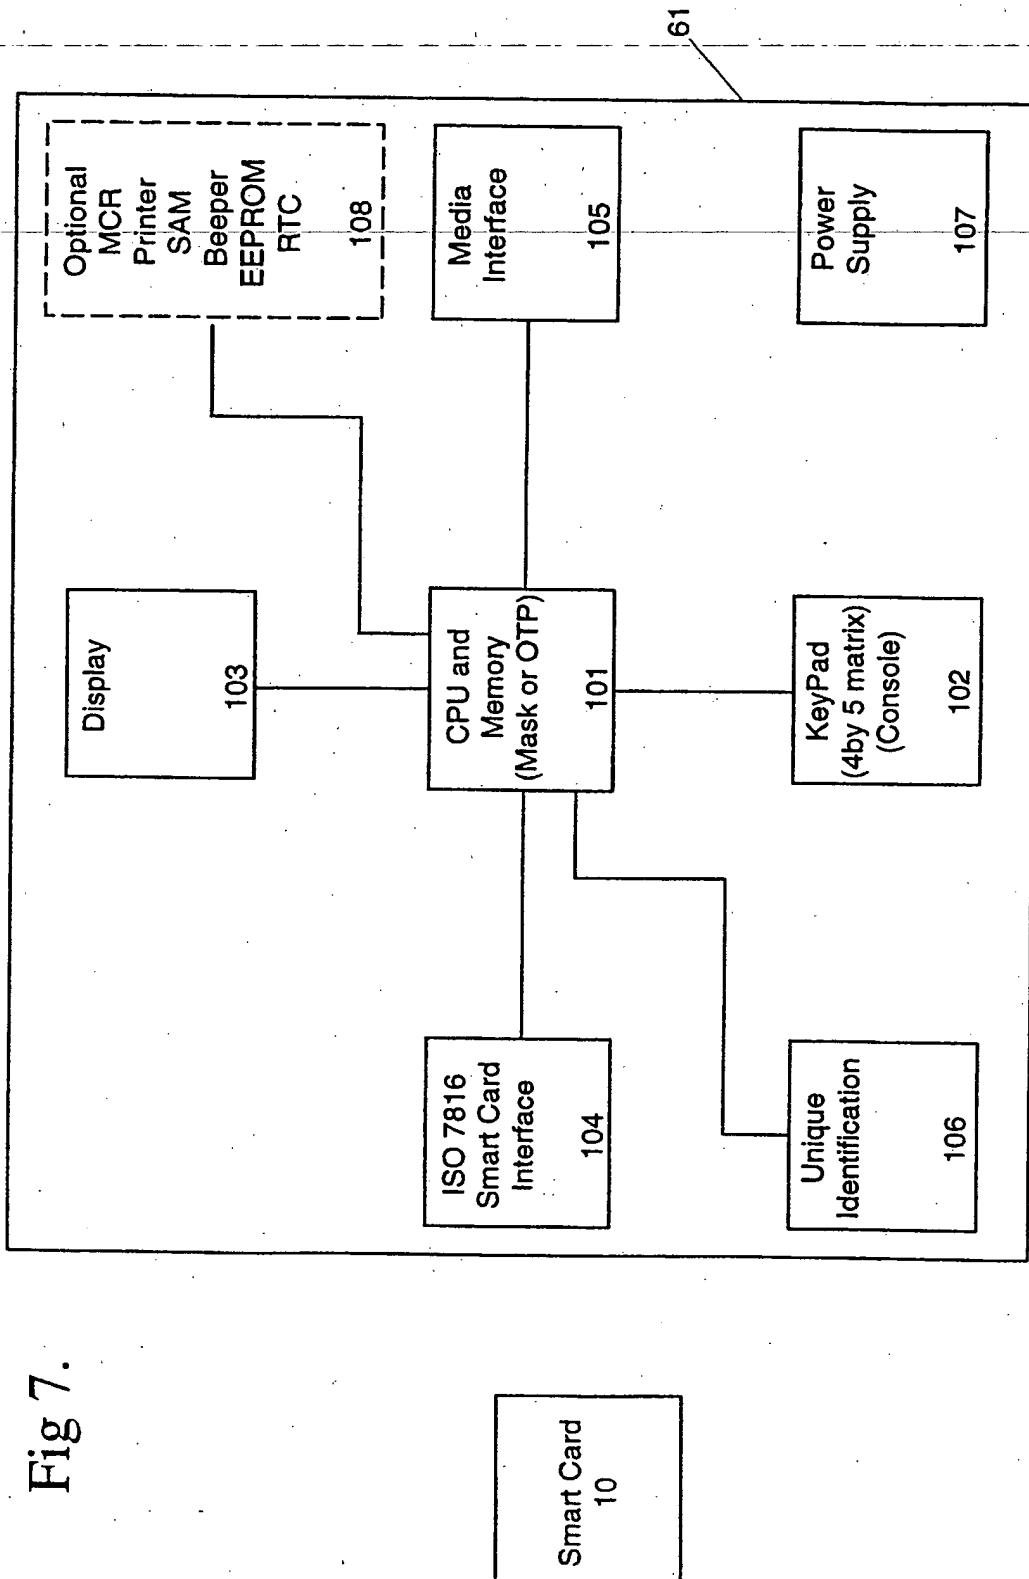 Fig 7.
Smart Card
10
61
Display
103
Optional
MCR
Printer
SAM
Beeper
EEPROM
RTC
108
ISO 7816
Smart Card
Interface
104
CPU and
Memory
(Mask or OTP)
101
Media
Interface
105
Unique
Identification
106
KeyPad
(4by 5 matrix)
(Console)
102
Power
Supply
107